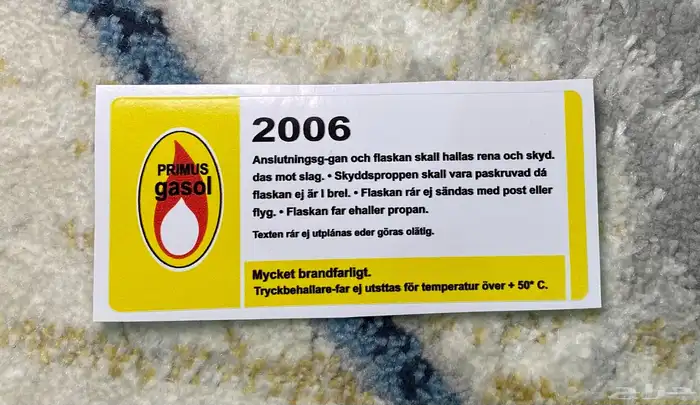 PRIMUS
gasol
2006
Anslutningsg-gan och flaskan skall hallas rena och skyd.
das mot slag. • Skyddsproppen skall vara paskruvad dá
flaskan ej är I brel. • Flaskan rár ej sändas med post eller
flyg. • Flaskan far ehaller propan.
Texten rár ej utplánas eder göras olätig.
Mycket brandfarligt.
Tryckbehallare-far ej utsttas för temperatur över + 50° C.
حراج